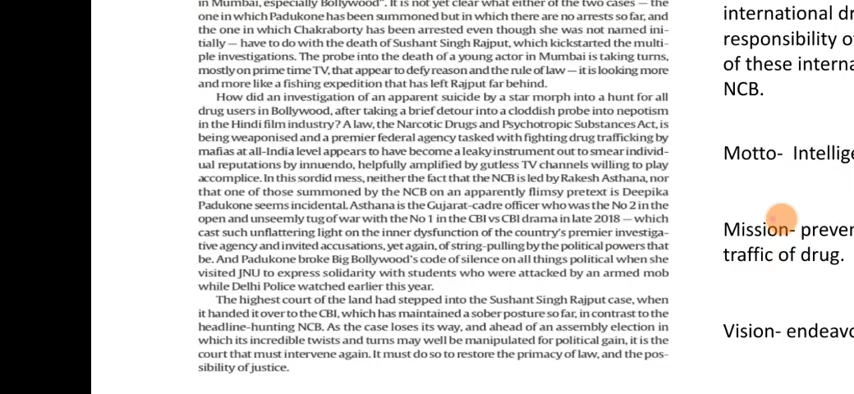 in Mumbai, especially Bollywood". It is not yet clear what either of the two cases — the
one in which Padukone has been summoned but in which there are no arrests so far, and
the one in which Chakraborty has been arrested even though she was not named ini-
tially — have to do with the death of Sushant Singh Rajput, which kickstarted the multi-
ple investigations. The probe into the death of a young actor in Mumbai is taking turns,
mostly on prime time TV, that appear to defy reason and the rule of law — it is looking more
and more like a fishing expedition that has left Rajput far behind.
How did an investigation of an apparent suicide by a star morph into a hunt for all
drug users in Bollywood, after taking a brief detour into a cloddish probe into nepotism
in the Hindi film industry? A law, the Narcotic Drugs and Psychotropic Substances Act, is
being weaponised and a premier federal agency tasked with fighting drug trafficking by
mafias at all-India level appears to have become a leaky instrument out to smear individ-
ual reputations by innuendo, helpfully amplified by gutless TV channels willing to play
accomplice. In this sordid mess, neither the fact that the NCB is led by Rakesh Asthana, nor
that one of those summoned by the NCB on an apparently flimsy pretext is Deepika
Padukone seems incidental. Asthana is the Gujarat-cadre officer who was the No 2 in the
open and unseemly tug of war with the No 1 in the CBI vs CBI drama in late 2018 — which
cast such unflattering light on the inner dysfunction of the country's premier investiga-
tive agency and invited accusations, yet again, of string-pulling by the political powers that
be. And Padukone broke Big Bollywood's code of silence on all things political when she
visited JNU to express solidarity with students who were attacked by an armed mob
while Delhi Police watched earlier this year.
The highest court of the land had stepped into the Sushant Singh Rajput case, when
it handed it over to the CBI, which has maintained a sober posture so far, in contrast to the
headline-hunting NCB. As the case loses its way, and ahead of an assembly election in
which its incredible twists and turns may well be manipulated for political gain, it is the
court that must intervene again. It must do so to restore the primacy of law, and the pos-
sibility of justice.
international dr
responsibility o
of these interna
NCB.
Motto- Intellige
Mission- preven
traffic of drug.
Vision- endeavo